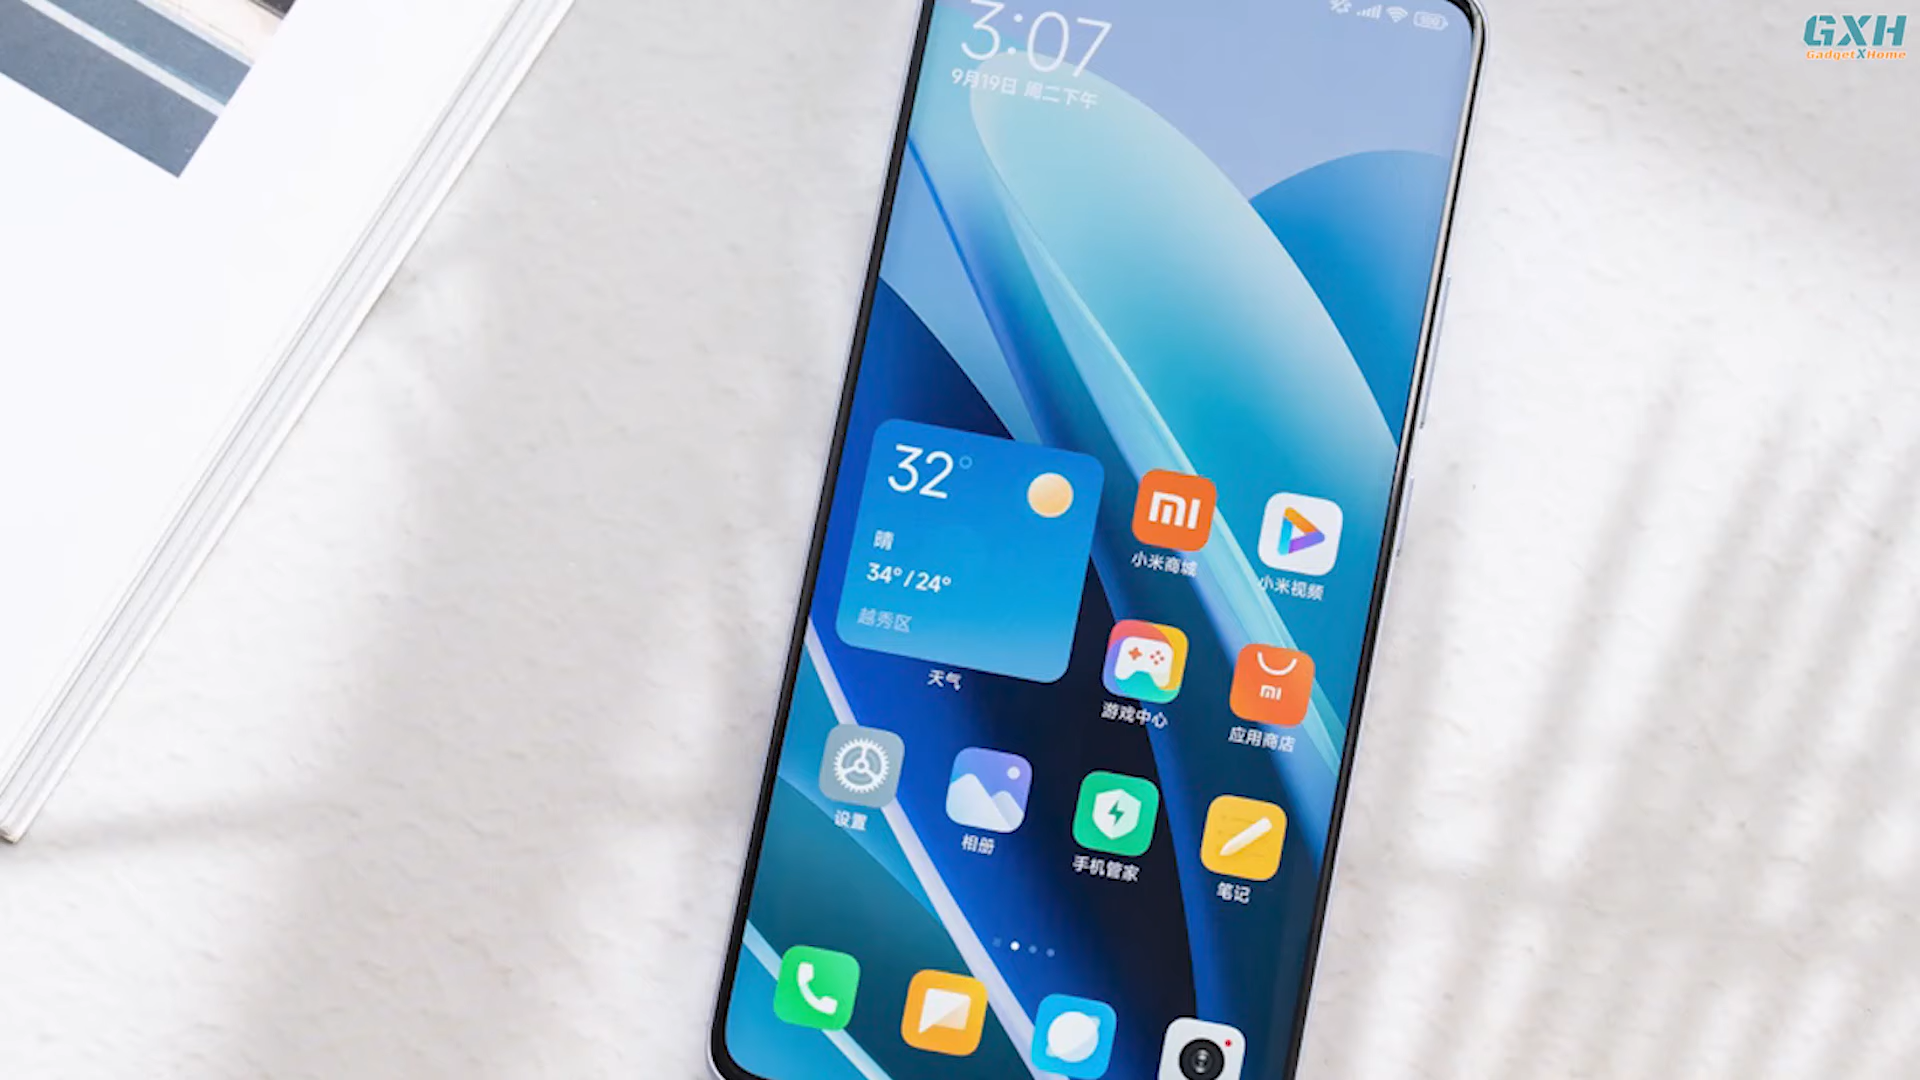 GXH
GadgetXHome
3:07
9月19日 周二下午
32°
晴
34° / 24°
越秀区
天气
mi
小米商城
小米视频
游戏中心
mi
应用商店
设置
相册
手机管家
笔记